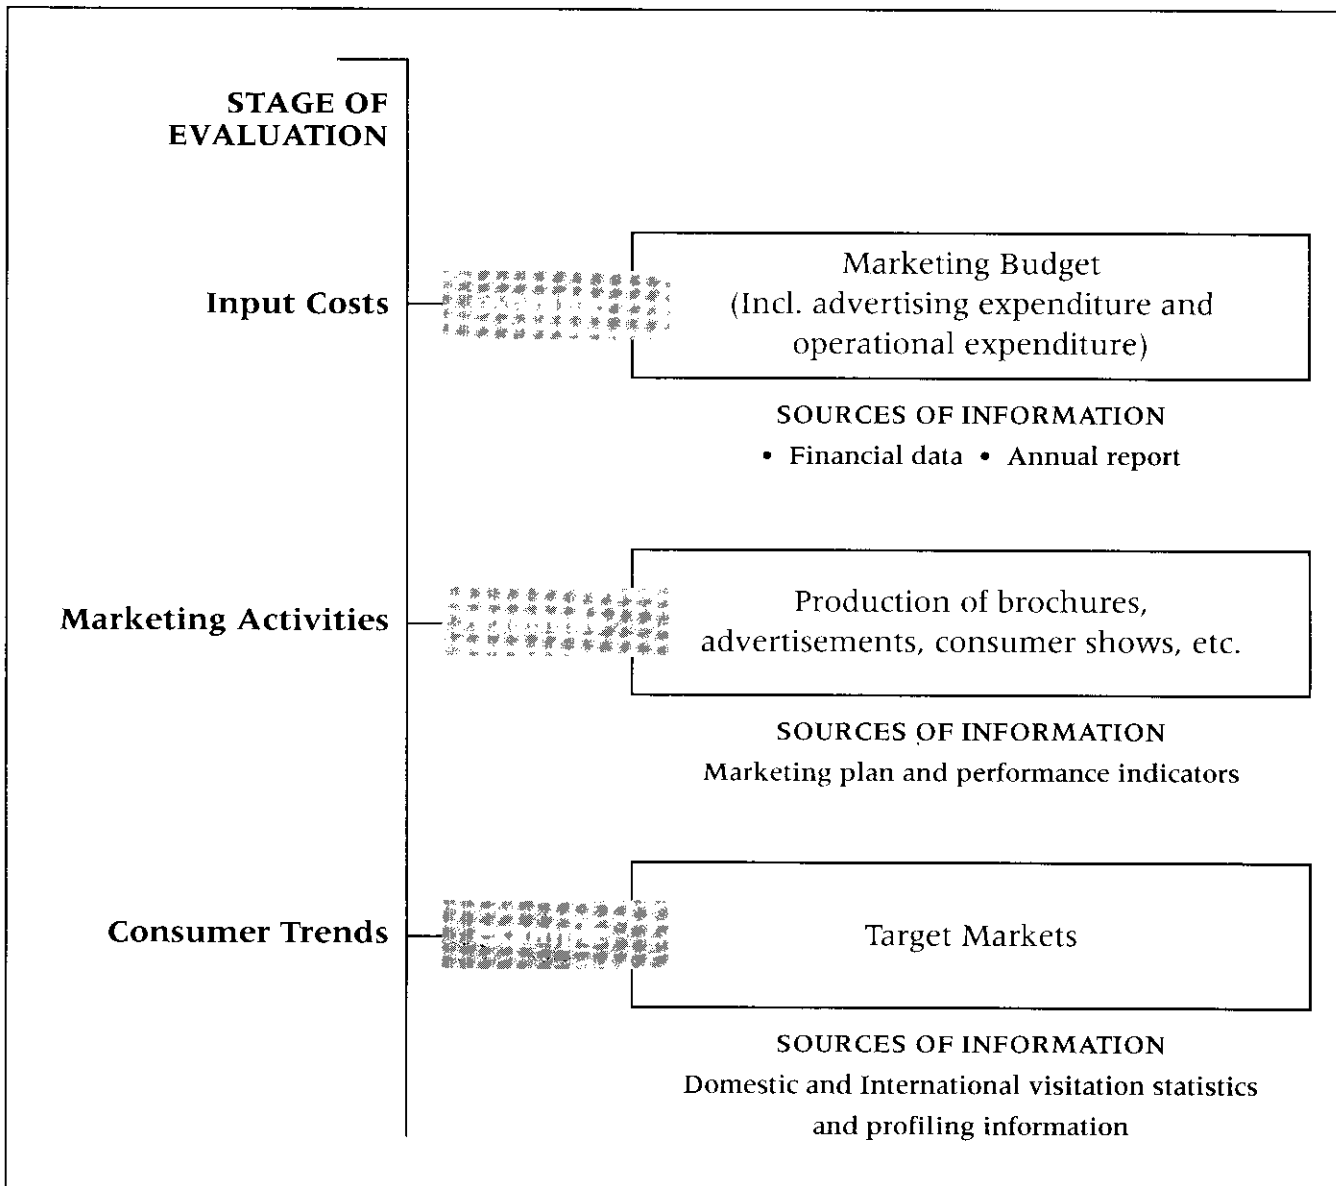 STAGE OF
EVALUATION
Input Costs
Marketing Budget
(Incl. advertising expenditure and
operational expenditure)
SOURCES OF INFORMATION
• Financial data • Annual report
Marketing Activities
Production of brochures,
advertisements, consumer shows, etc.
SOURCES OF INFORMATION
Marketing plan and performance indicators
Consumer Trends
Target Markets
SOURCES OF INFORMATION
Domestic and International visitation statistics
and profiling information